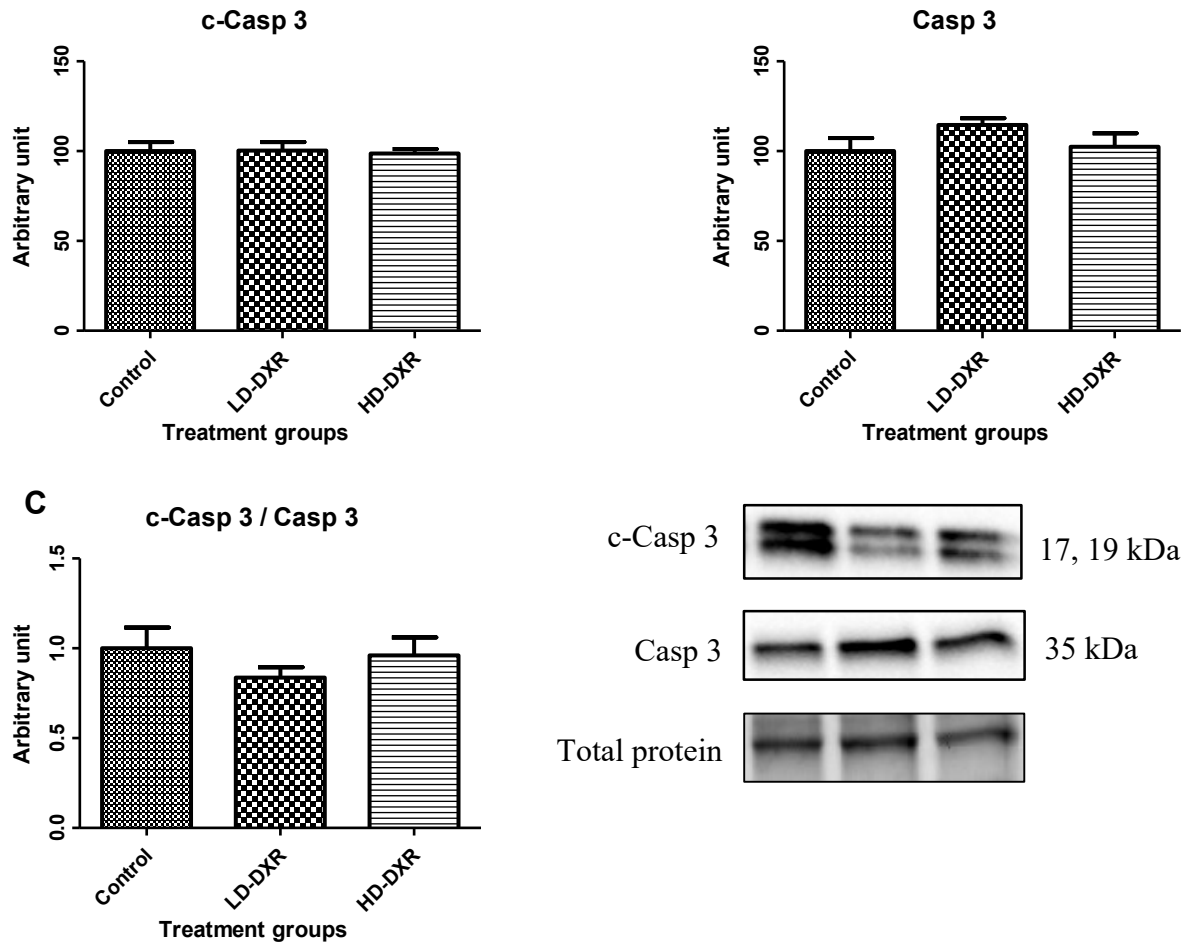 c-Casp 3
Arbitrary unit
150
100
50
0
Control
LD-DXR
HD-DXR
Treatment groups
Casp 3
Arbitrary unit
150
100
50
0
Control
LD-DXR
HD-DXR
Treatment groups
C
c-Casp 3 / Casp 3
Arbitrary unit
1.5
1.0
0.5
0.0
Control
LD-DXR
HD-DXR
Treatment groups
c-Casp 3 17, 19 kDa
Casp 3 35 kDa
Total protein